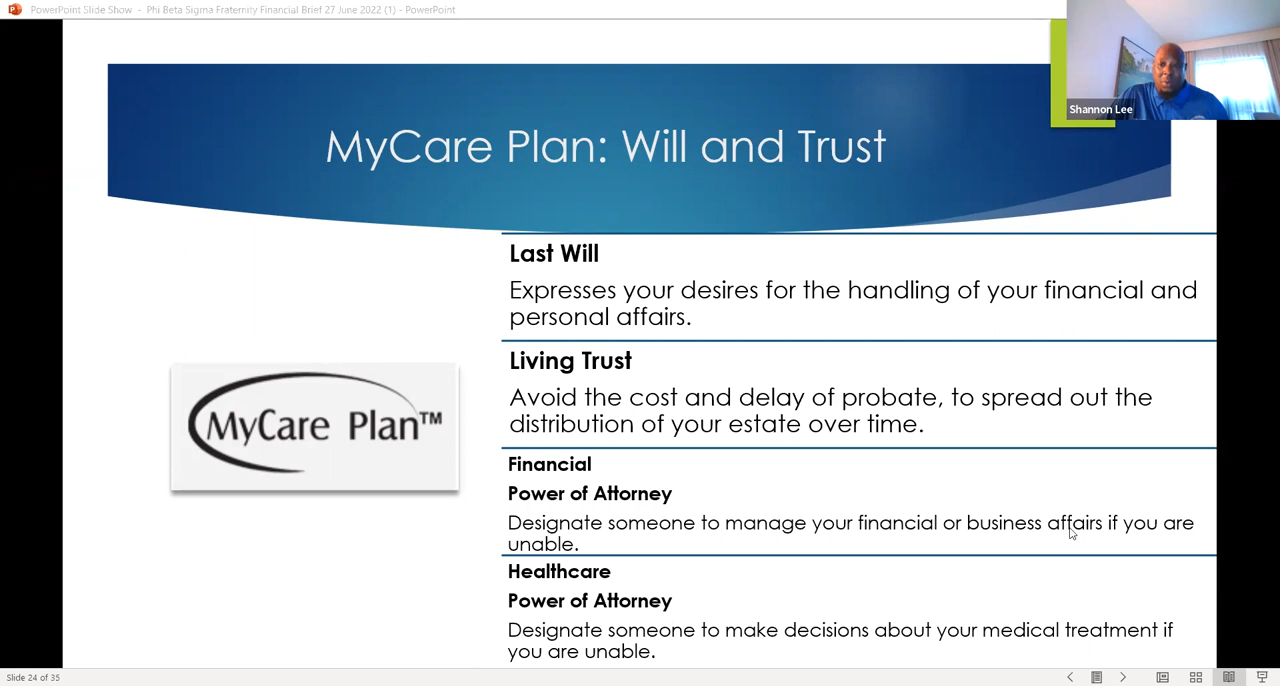 PowerPoint Slide Show - Phi Beta Sigma Fraternity Financial Brief 27 June 2022 (1) - PowerPoint
Shannon Lee
MyCare Plan: Will and Trust
Last Will
Expresses your desires for the handling of your financial and
personal affairs.
Living Trust
Avoid the cost and delay of probate, to spread out the
distribution of your estate over time.
MyCare Plan™
Financial
Power of Attorney
Designate someone to manage your financial or business affairs if you are
unable.
Healthcare
Power of Attorney
Designate someone to make decisions about your medical treatment if
you are unable.
Slide 24 of 35